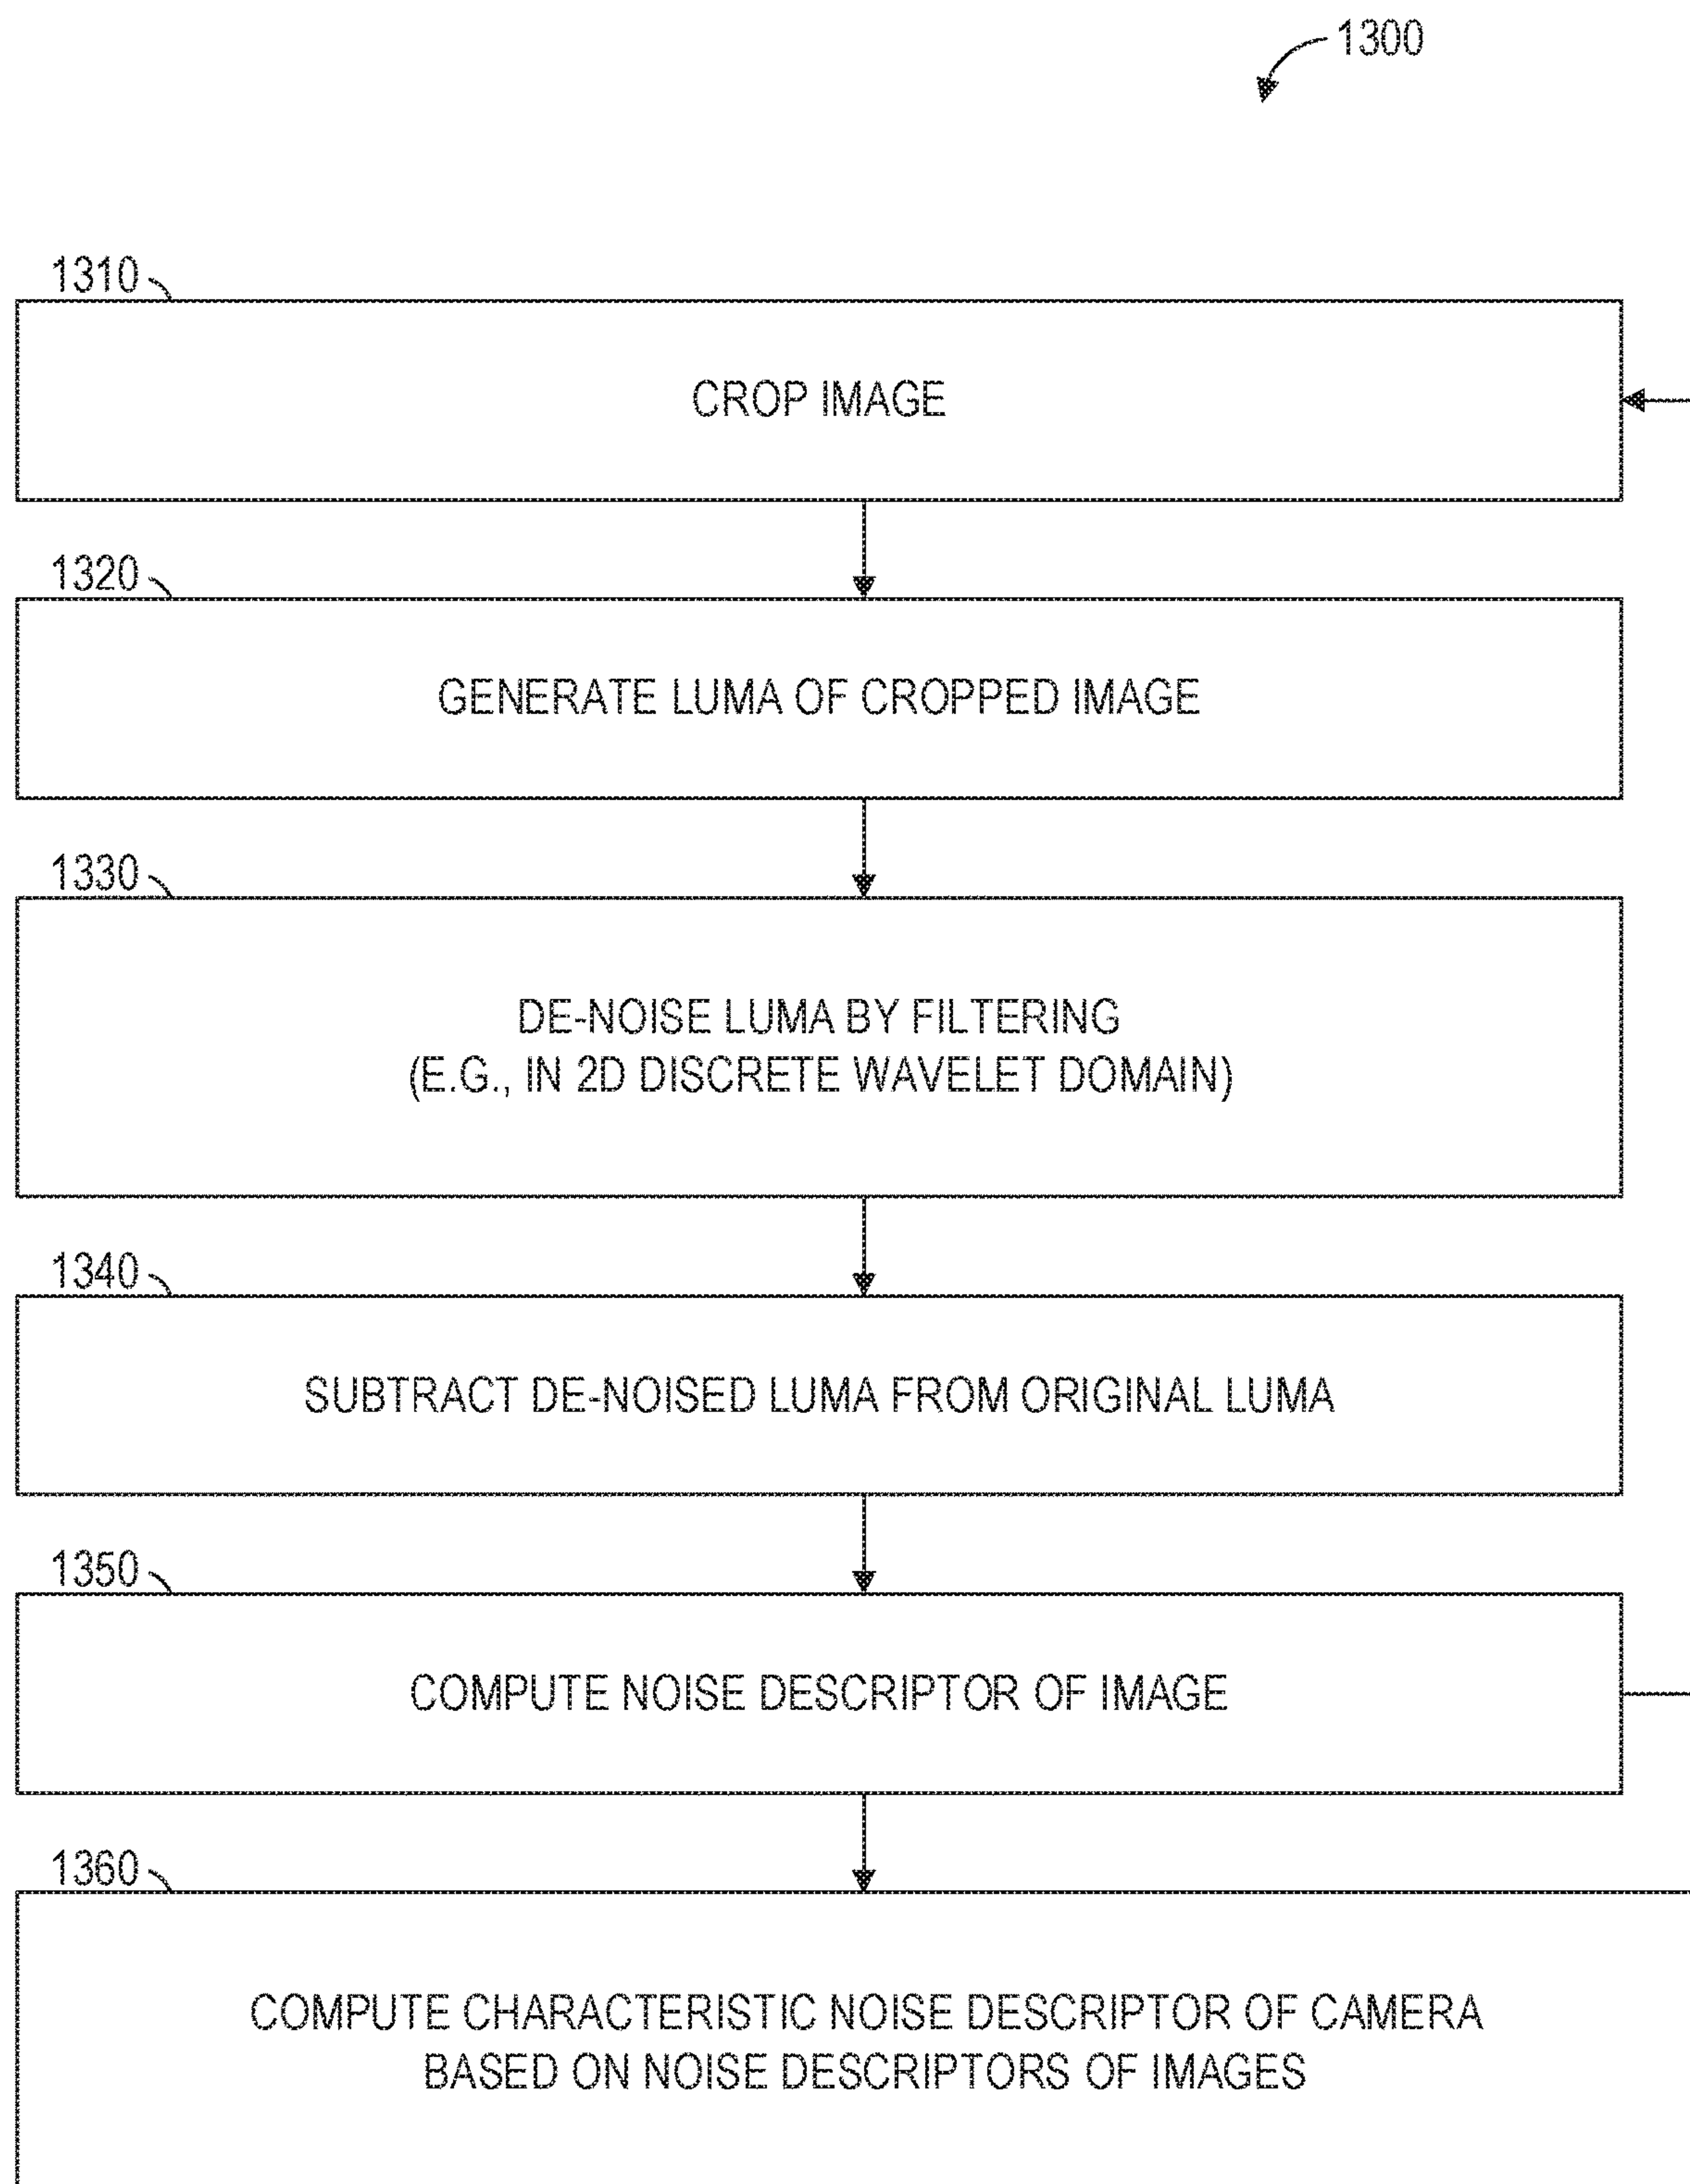 1300
1310
CROP IMAGE
1320
GENERATE LUMA OF CROPPED IMAGE
1330
DE-NOISE LUMA BY FILTERING
(E.G., IN 2D DISCRETE WAVELET DOMAIN)
1340
SUBTRACT DE-NOISED LUMA FROM ORIGINAL LUMA
1350
COMPUTE NOISE DESCRIPTOR OF IMAGE
1360
COMPUTE CHARACTERISTIC NOISE DESCRIPTOR OF CAMERA
BASED ON NOISE DESCRIPTORS OF IMAGES